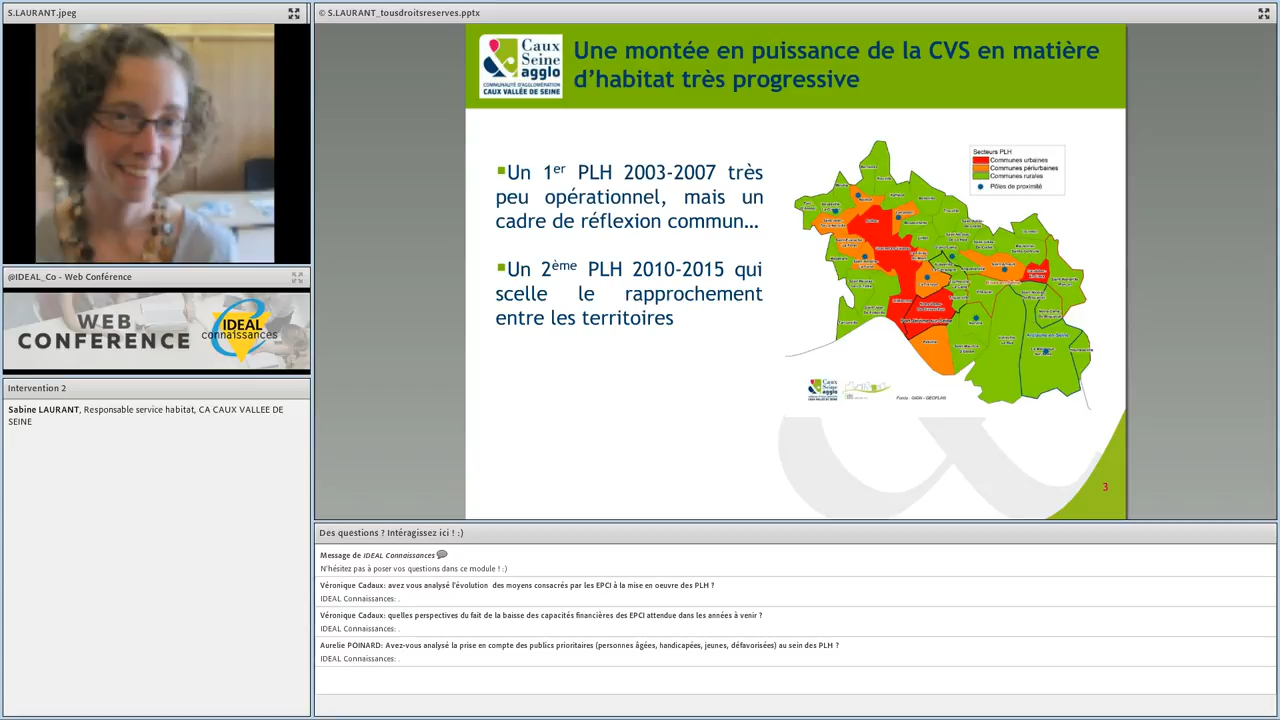 S.LAURANT.jpeg
@IDEAL_Co - Web Conférence
WEB
CONFERENCE
IDEAL
connaissances
Intervention 2
Sabine LAURANT, Responsable service habitat, CA CAUX VALLEE DE
SEINE
© S.LAURANT_tousdroitsreserves.pptx
Caux
Seine
agglo
COMMUNAUTÉ D'AGGLOMÉRATION
CAUX VALLÉE DE SEINE
Une montée en puissance de la CVS en matière
d'habitat très progressive
Un 1er PLH 2003-2007 très
peu opérationnel, mais un
cadre de réflexion commun…
Un 2ème PLH 2010-2015 qui
scelle le rapprochement
entre les territoires
Secteurs PLH
Communes urbaines
Communes périurbaines
Communes rurales
Pôles de proximité
Caux
Seine
agglo
3
Des questions ? Intéragissez ici ! :)
Message de IDEAL Connaissances
N'hésitez pas à poser vos questions dans ce module ! :)
Véronique Cadaux: avez vous analysé l'évolution des moyens consacrés par les EPCI à la mise en oeuvre des PLH ?
IDEAL Connaissances: .
Véronique Cadaux: quelles perspectives du fait de la baisse des capacités financières des EPCI attendue dans les années à venir ?
IDEAL Connaissances: .
Aurelie POINARD: Avez-vous analysé la prise en compte des publics prioritaires (personnes âgées, handicapées, jeunes, défavorisées) au sein des PLH ?
IDEAL Connaissances: .